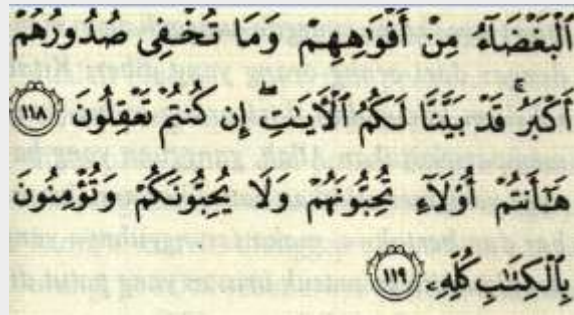 ٱلْبَغْضَآءُ مِنْ أَفْوَٰهِهِمْ وَمَا تُخْفِى صُدُورُهُمْ
أَكْبَرُ ۚ قَدْ بَيَّنَّا لَكُمُ ٱلْءَايَـٰتِ ۖ إِن كُنتُمْ تَعْقِلُونَ ١١٨
هَـٰٓأَنتُمْ أُو۟لَآءِ تُحِبُّونَهُمْ وَلَا يُحِبُّونَكُمْ وَتُؤْمِنُونَ
بِٱلْكِتَـٰبِ كُلِّهِۦ ١١٩